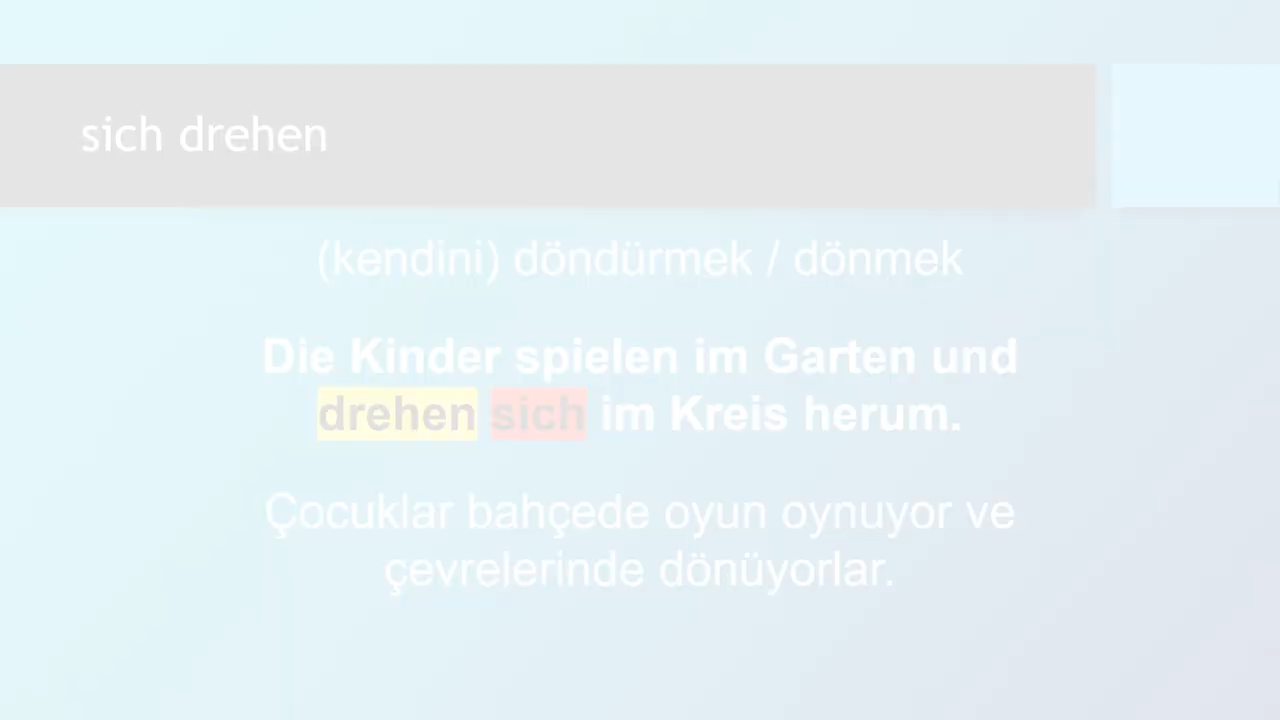 sich drehen
(kendini) döndürmek / dönmek
Die Kinder spielen im Garten und
drehen sich im Kreis herum.
Çocuklar bahçede oyun oynuyor ve
çevrelerinde dönüyorlar.